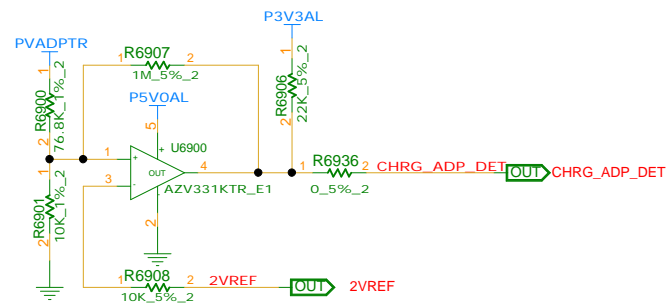 P3V3AL
PVADPTR
R6907
1 2
1M_5%_2
1
R6900
76.8K_1%_2
2
P5V0AL
1
R6906
22K_5%_2
2
5
U6900
1 + + 4
OUT
3 - -
AZV331KTR_E1
2
1 R6936 2
0_5%_2
CHRG_ADP_DET
OUT CHRG_ADP_DET
1
R6901
10K_1%_2
2
1 R6908 2
10K_5%_2
2VREF
OUT 2VREF